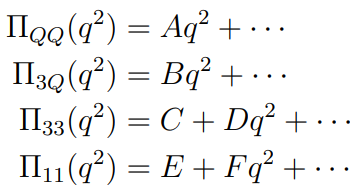 Π_{QQ}(q^2) = Aq^2 + ⋯
Π_{3Q}(q^2) = Bq^2 + ⋯
Π_{33}(q^2) = C + Dq^2 + ⋯
Π_{11}(q^2) = E + Fq^2 + ⋯